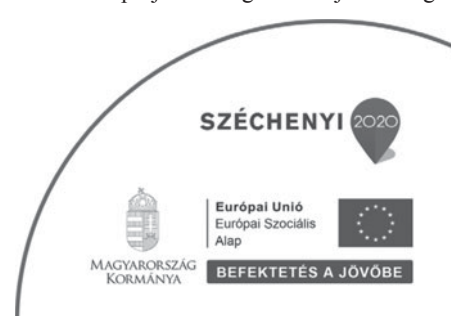 SZÉCHENYI 2020
Európai Unió
Európai Szociális
Alap
MAGYARORSZÁG
KORMÁNYA
BEFEKTETÉS A JÖVŐBE